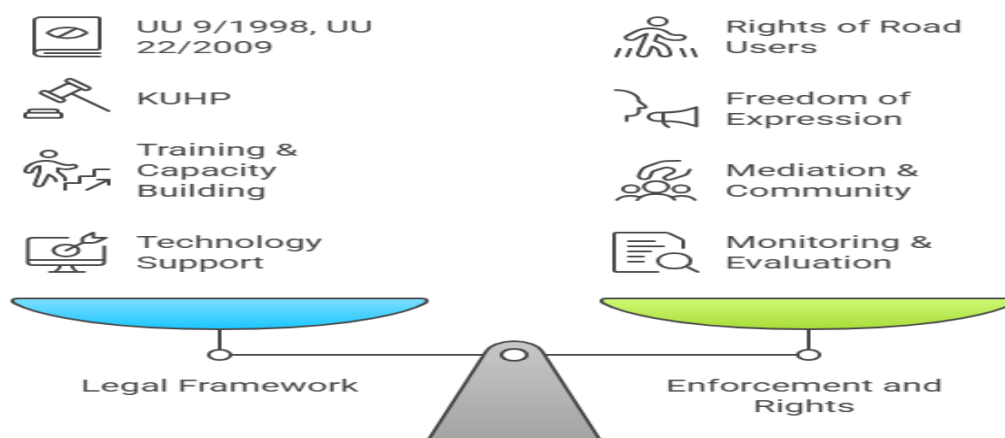 UU 9/1998, UU
22/2009
KUHP
Training &
Capacity
Building
Technology
Support
Legal Framework
Rights of Road
Users
Freedom of
Expression
Mediation &
Community
Monitoring &
Evaluation
Enforcement and
Rights